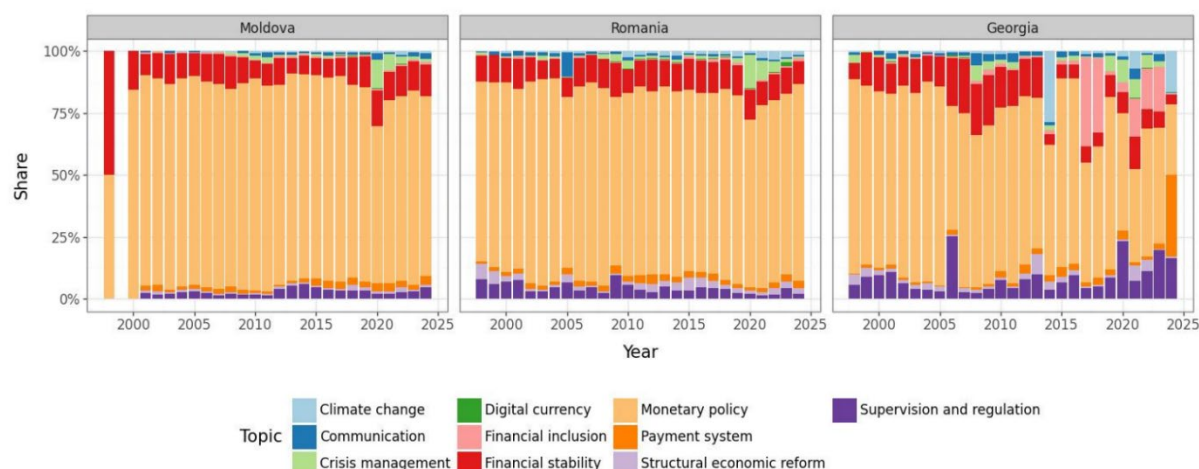 Moldova Romania Georgia
100%
75%
50%
25%
0%
Share
2000 2005 2010 2015 2020 2025 2000 2005 2010 2015 2020 2025 2000 2005 2010 2015 2020 2025
Year
Topic
Climate change Digital currency Monetary policy Supervision and regulation
Communication Financial inclusion Payment system
Crisis management Financial stability Structural economic reform